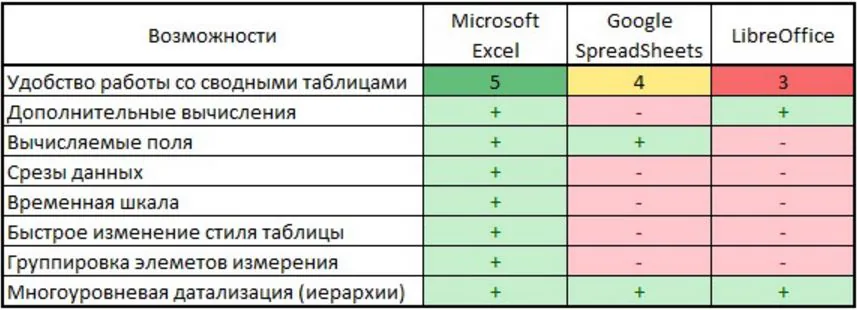 Возможности Microsoft Excel Google SpreadSheets LibreOffice
Удобство работы со сводными таблицами 5 4 3
Дополнительные вычисления + - +
Вычисляемые поля + + -
Срезы данных + - -
Временная шкала + - -
Быстрое изменение стиля таблицы + - -
Группировка элеметов измерения + - -
Многоуровневая датализация (иерархии) + + +